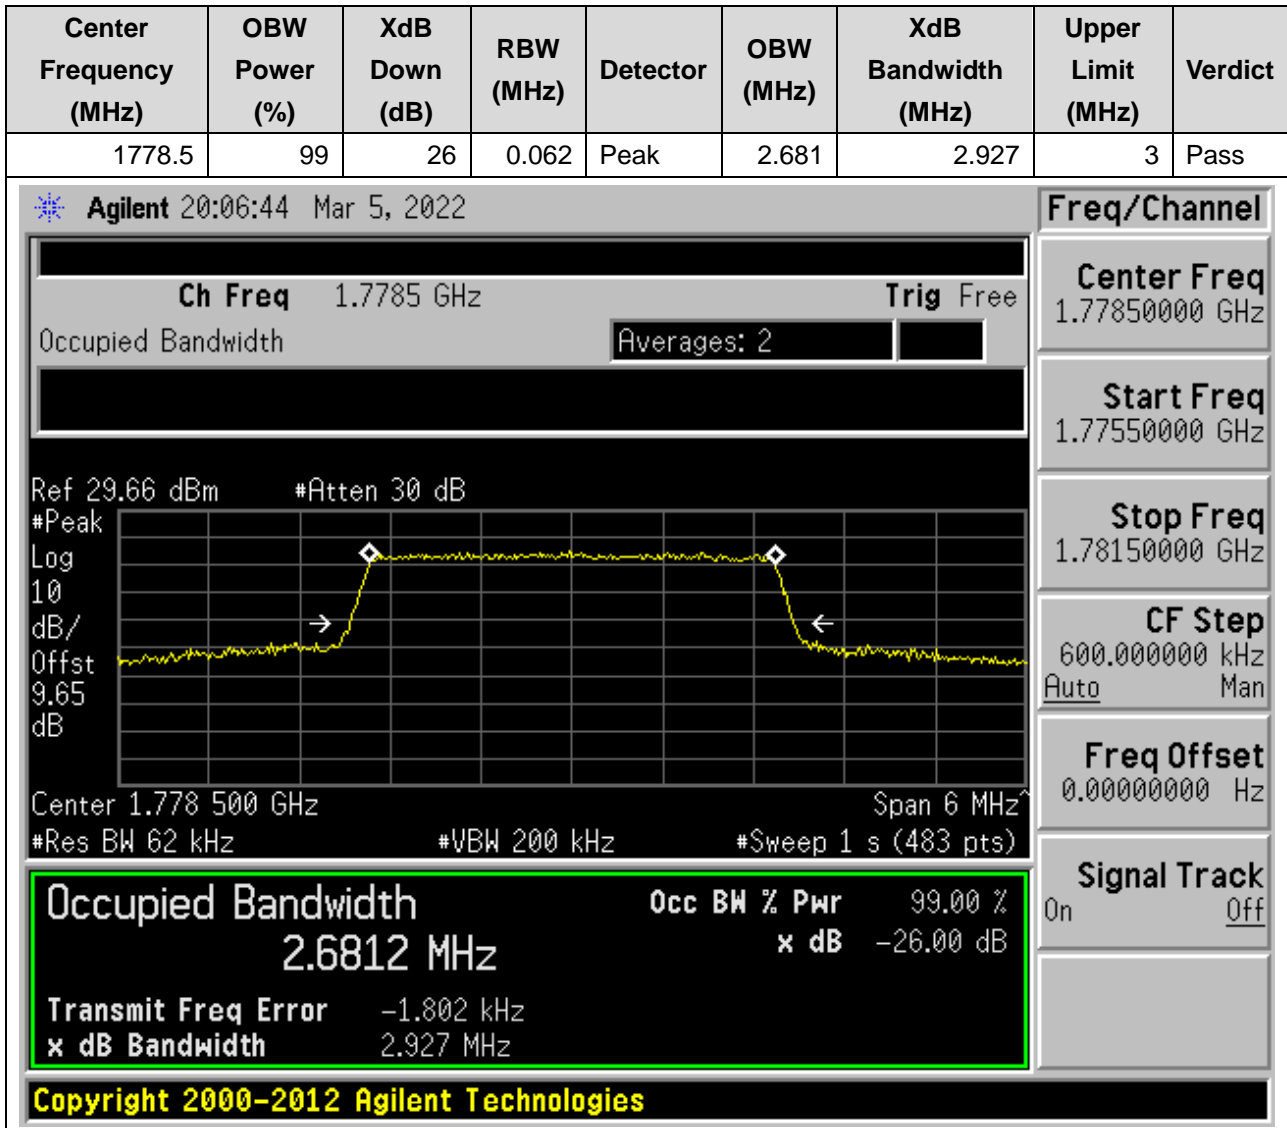 Center Frequency (MHz) OBW Power (%) XdB Down (dB) RBW (MHz) Detector OBW (MHz) XdB Bandwidth (MHz) Upper Limit (MHz) Verdict
1778.5 99 26 0.062 Peak 2.681 2.927 3 Pass
Agilent 20:06:44 Mar 5, 2022
Freq/Channel
Ch Freq 1.7785 GHz Trig Free
Occupied Bandwidth Averages: 2
Center Freq
1.77850000 GHz
Start Freq
1.77550000 GHz
Stop Freq
1.78150000 GHz
CF Step
600.000000 kHz
Auto Man
Freq Offset
0.00000000 Hz
Signal Track
On Off
Ref 29.66 dBm #Atten 30 dB
#Peak
Log
10
dB/
Offst
9.65
dB
Center 1.778 500 GHz Span 6 MHz^
#Res BW 62 kHz #VBW 200 kHz #Sweep 1 s (483 pts)
Occupied Bandwidth Occ BW % Pwr 99.00 %
2.6812 MHz x dB -26.00 dB
Transmit Freq Error -1.802 kHz
x dB Bandwidth 2.927 MHz
Copyright 2000-2012 Agilent Technologies